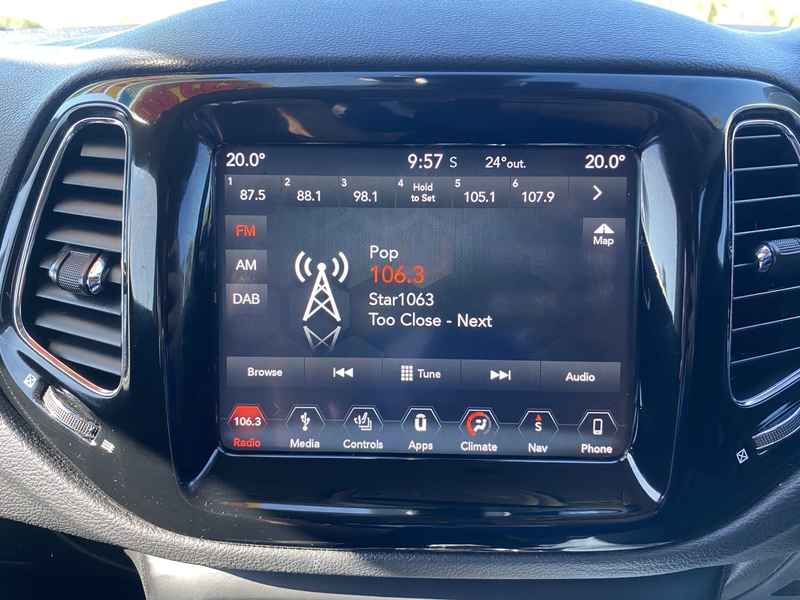 20.0° 9:57 S 24°out. 20.0°
1 87.5 2 88.1 3 98.1 4 Hold to Set 5 105.1 6 107.9
FM
Map
AM
DAB
Pop
106.3
Star1063
Too Close - Next
Browse Tune Audio
106.3 S
Radio Media Controls Apps Climate Nav Phone